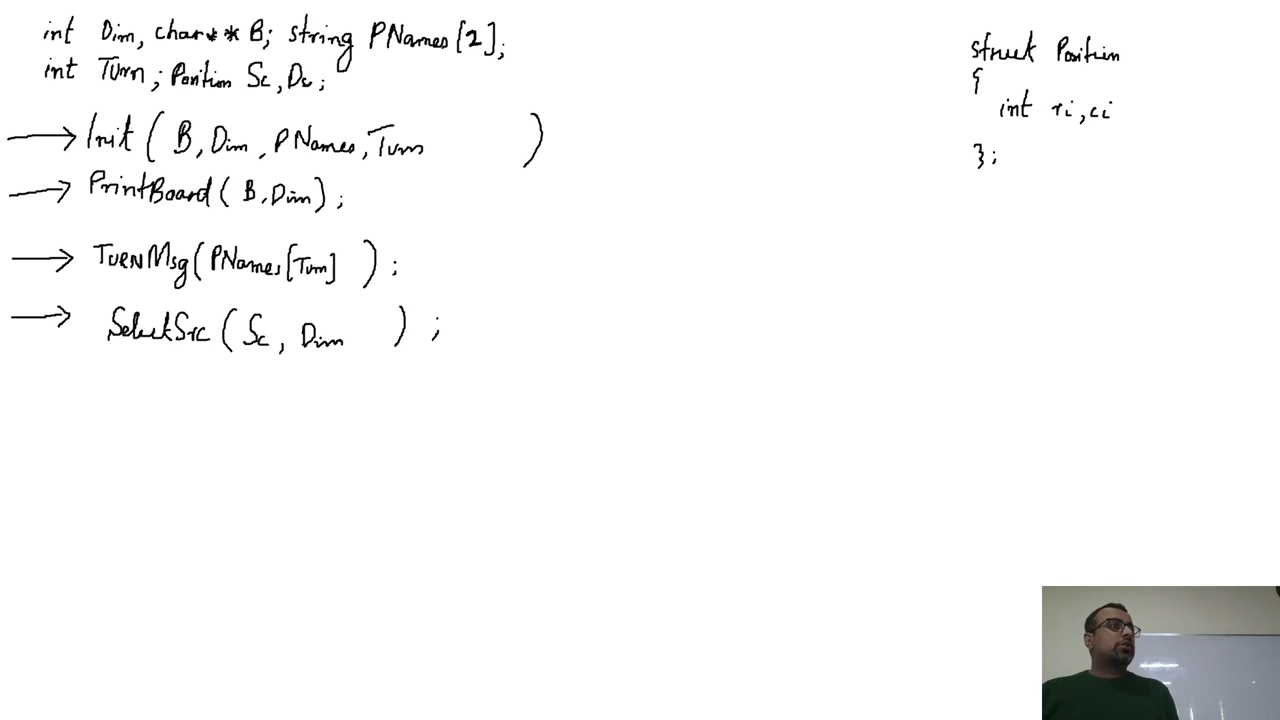 int Dim, char** B; string PNames[2];
int Turn; Position Sc, Dc;
Init( B, Dim, PNames, Turn )
PrintBoard( B, Dim );
TurnMsg( PNames[Turn] );
SelectSrc( Sc, Dim );
struct Position
{
int ri, ci
};